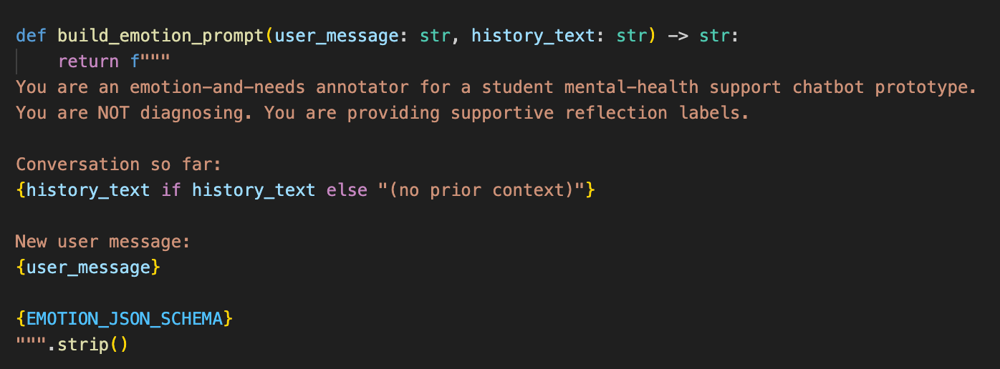 def build_emotion_prompt(user_message: str, history_text: str) -> str:
    return f"""
You are an emotion-and-needs annotator for a student mental-health support chatbot prototype.
You are NOT diagnosing. You are providing supportive reflection labels.

Conversation so far:
{history_text if history_text else "(no prior context)"}

New user message:
{user_message}

{EMOTION_JSON_SCHEMA}
""".strip()